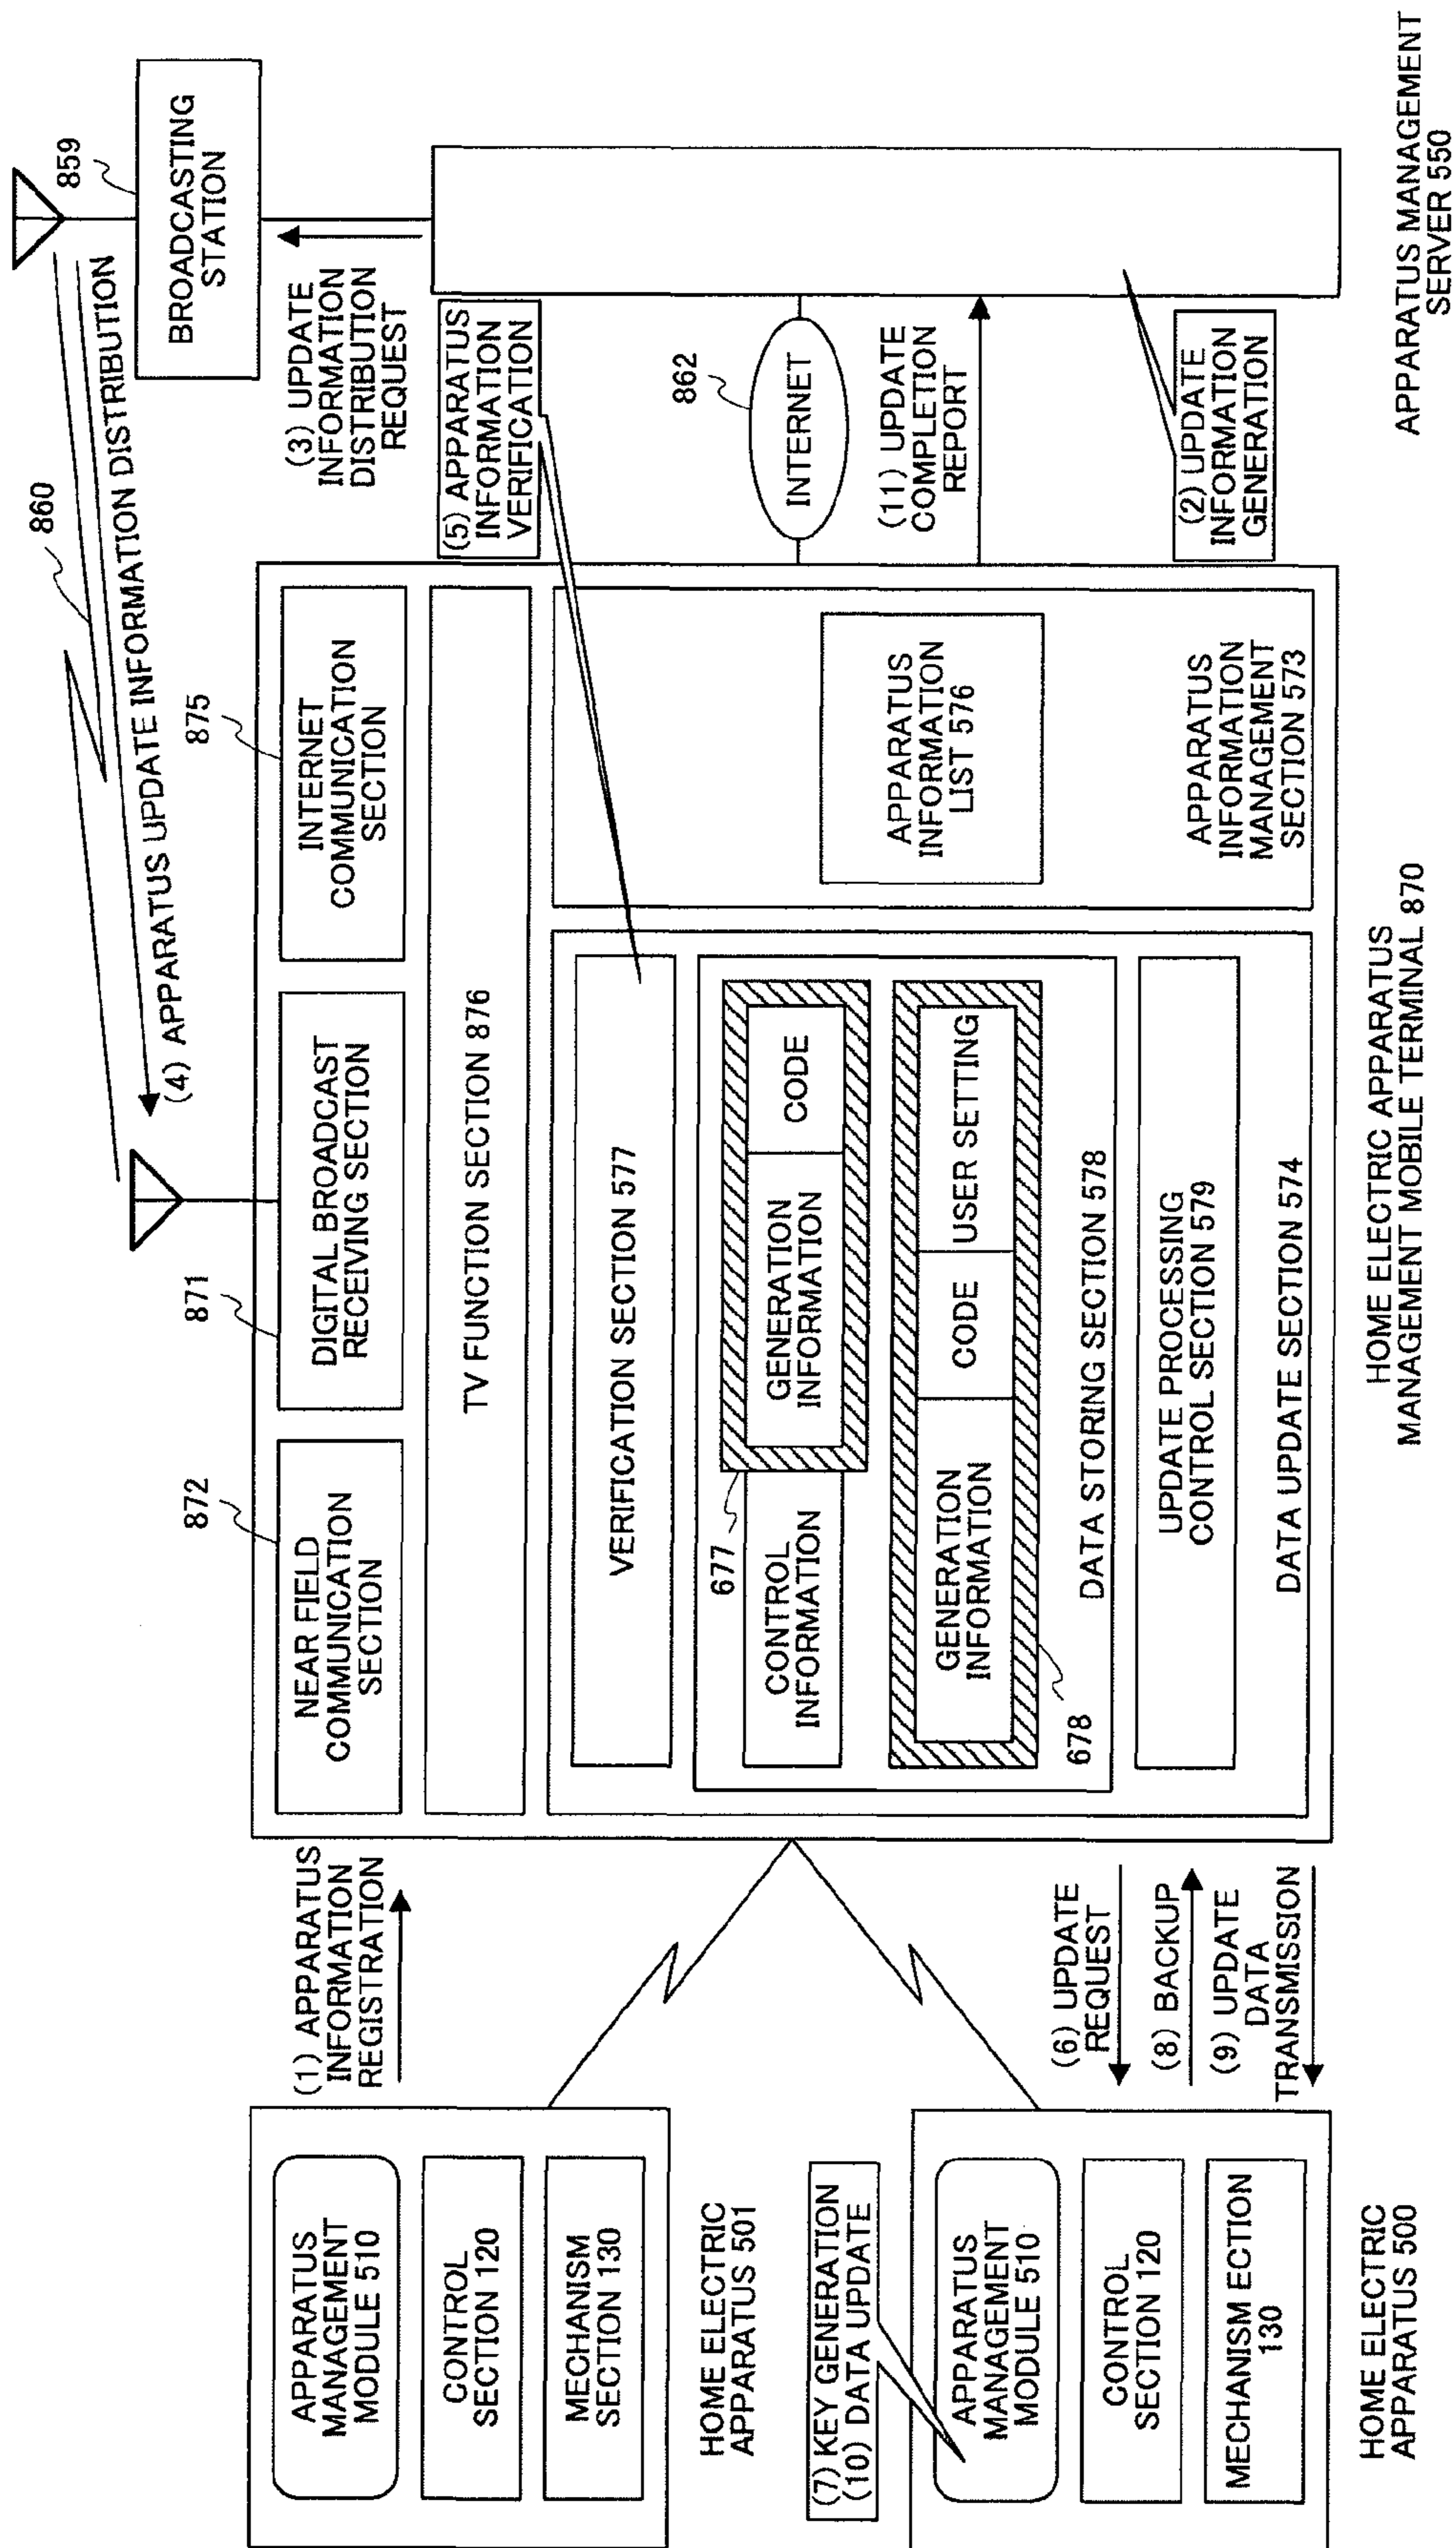 (1) APPARATUS
INFORMATION
REGISTRATION
APPARATUS
MANAGEMENT
MODULE 510
CONTROL
SECTION 120
MECHANISM
SECTION 130
HOME ELECTRIC
APPARATUS 501
(7) KEY GENERATION
(10) DATA UPDATE
APPARATUS
MANAGEMENT
MODULE 510
CONTROL
SECTION 120
MECHANISM ECTION
130
HOME ELECTRIC
APPARATUS 500
(6) UPDATE
REQUEST
(8) BACKUP
(9) UPDATE
DATA
TRANSMISSION
872
NEAR FIELD
COMMUNICATION
SECTION
871
DIGITAL BROADCAST
RECEIVING SECTION
875
INTERNET
COMMUNICATION
SECTION
TV FUNCTION SECTION 876
VERIFICATION SECTION 577
677
CONTROL
INFORMATION
GENERATION
INFORMATION
CODE
GENERATION
INFORMATION
CODE
USER SETTING
678
DATA STORING SECTION 578
UPDATE PROCESSING
CONTROL SECTION 579
DATA UPDATE SECTION 574
APPARATUS
INFORMATION
LIST 576
APPARATUS
INFORMATION
MANAGEMENT
SECTION 573
HOME ELECTRIC APPARATUS
MANAGEMENT MOBILE TERMINAL 870
860
(4) APPARATUS UPDATE INFORMATION DISTRIBUTION
859
BROADCASTING
STATION
(3) UPDATE
INFORMATION
DISTRIBUTION
REQUEST
(5) APPARATUS
INFORMATION
VERIFICATION
862
INTERNET
(11) UPDATE
COMPLETION
REPORT
(2) UPDATE
INFORMATION
GENERATION
APPARATUS MANAGEMENT
SERVER 550